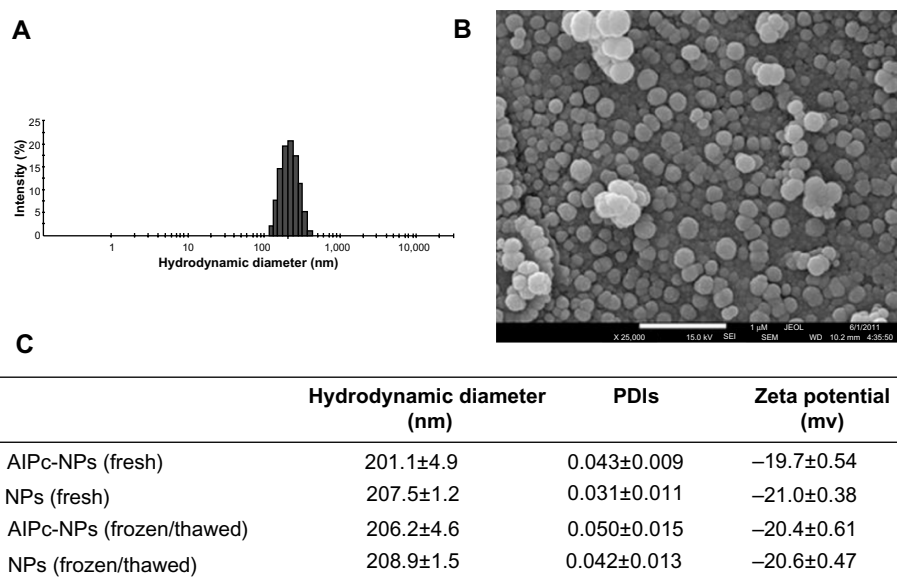 A
B
25
20
15
10
5
0
Intensity (%)
1 10 100 1,000 10,000
Hydrodynamic diameter (nm)
1 µM JEOL 6/1/2011
X 25,000 15.0 kV SEI SEM WD 10.2 mm 4:35:50
C
Hydrodynamic diameter (nm) PDIs Zeta potential (mv)
AlPc-NPs (fresh) 201.1±4.9 0.043±0.009 –19.7±0.54
NPs (fresh) 207.5±1.2 0.031±0.011 –21.0±0.38
AlPc-NPs (frozen/thawed) 206.2±4.6 0.050±0.015 –20.4±0.61
NPs (frozen/thawed) 208.9±1.5 0.042±0.013 –20.6±0.47